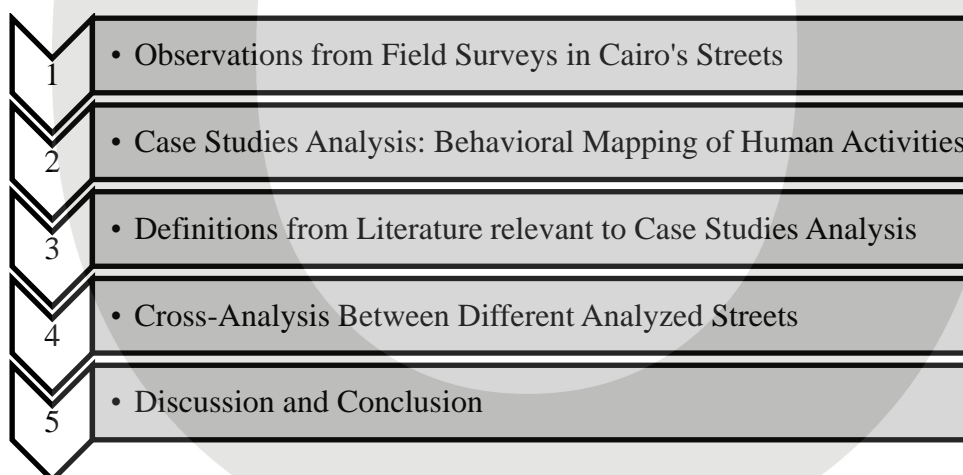 1
• Observations from Field Surveys in Cairo's Streets
2
• Case Studies Analysis: Behavioral Mapping of Human Activities
3
• Definitions from Literature relevant to Case Studies Analysis
4
• Cross-Analysis Between Different Analyzed Streets
5
• Discussion and Conclusion